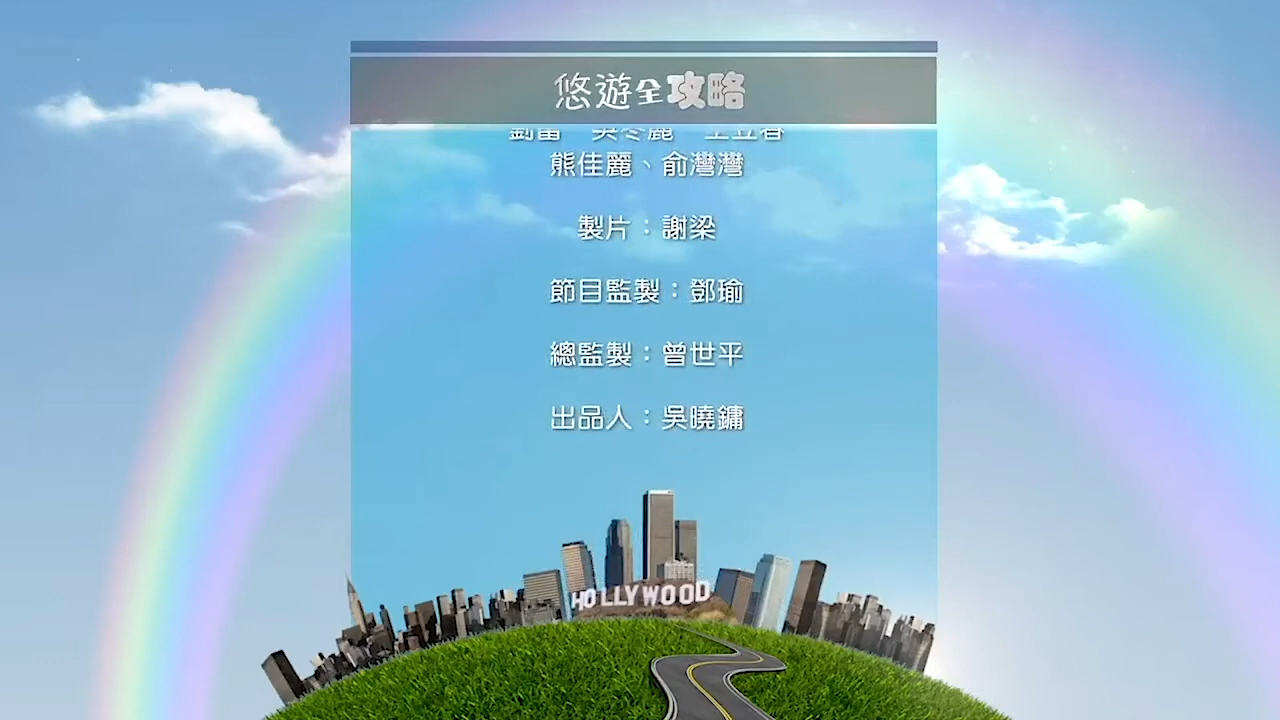 悠遊全攻略
熊佳麗、俞灣灣
製片：謝梁
節目監製：鄧瑜
總監製：曾世平
出品人：吳曉鏞
HOLLYWOOD